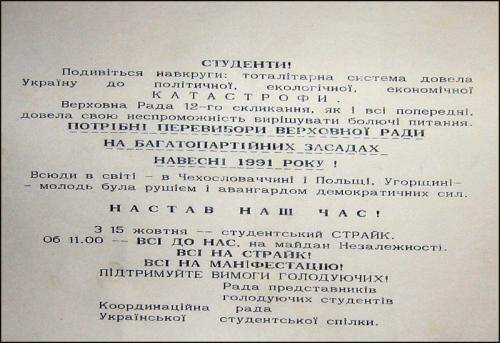 СТУДЕНТИ!
Подивіться навкруги: тоталітарна система довела
Україну до політичної, екологічної, економічної
К А Т А С Т Р О Ф И .
Верховна Рада 12-го скликання, як і всі попередні,
довела свою неспроможність вирішувати болючі питання.
ПОТРІБНІ ПЕРЕВИБОРИ ВЕРХОВНОЇ РАДИ
НА БАГАТОПАРТІЙНИХ ЗАСАДАХ
НАВЕСНІ 1991 РОКУ !
Всюди в світі - в Чехословаччині і Польщі, Угорщині-
-молодь була рушієм і авангардом демократичних сил.
Н А С Т А В Н А Ш Ч А С !
З 15 жовтня -- студентський СТРАЙК.
Об 11.00 -- ВСІ ДО НАС, на майдан Незалежності.
ВСІ НА СТРАЙК!
ВСІ НА МАНІФЕСТАЦІЮ!
ПІДТРИМУЙТЕ ВИМОГИ ГОЛОДУЮЧИХ!
Рада представників
голодуючих студентів
Координаційна рада
Української студентської спілки.